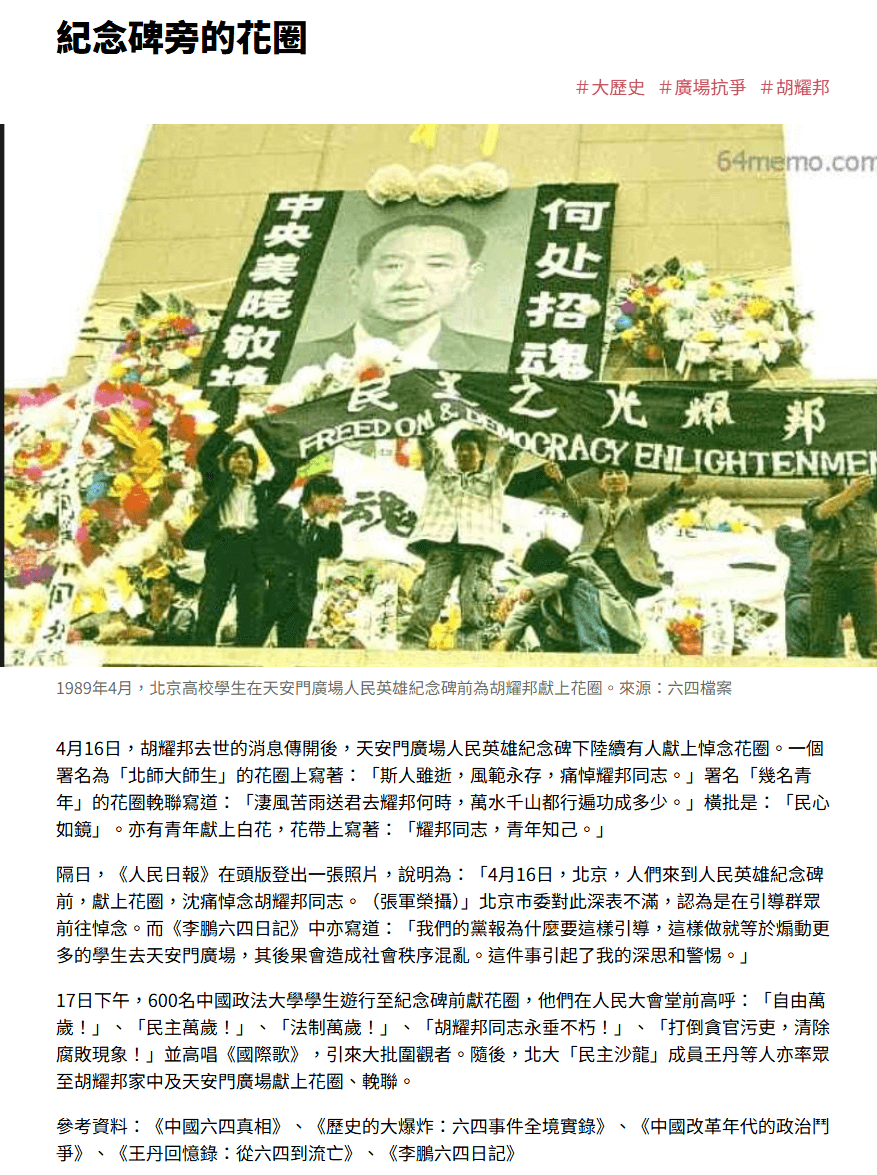 紀念碑旁的花圈
＃大歷史 ＃廣場抗爭 ＃胡耀邦
64memo.com
中央美院敬挽
何处招魂
民主之光耀邦
FREEDOM & DEMOCRACY ENLIGHTENMEN
魂
1989年4月，北京高校學生在天安門廣場人民英雄紀念碑前為胡耀邦獻上花圈。來源：六四檔案
4月16日，胡耀邦去世的消息傳開後，天安門廣場人民英雄紀念碑下陸續有人獻上悼念花圈。一個
署名為「北師大師生」的花圈上寫著：「斯人雖逝，風範永存，痛悼耀邦同志。」署名「幾名青
年」的花圈輓聯寫道：「淒風苦雨送君去耀邦何時，萬水千山都行遍功成多少。」橫批是：「民心
如鏡」。亦有青年獻上白花，花帶上寫著：「耀邦同志，青年知己。」
隔日，《人民日報》在頭版登出一張照片，說明為：「4月16日，北京，人們來到人民英雄紀念碑
前，獻上花圈，沈痛悼念胡耀邦同志。（張軍榮攝）」北京市委對此深表不滿，認為是在引導群眾
前往悼念。而《李鵬六四日記》中亦寫道：「我們的黨報為什麼要這樣引導，這樣做就等於煽動更
多的學生去天安門廣場，其後果會造成社會秩序混亂。這件事引起了我的深思和警惕。」
17日下午，600名中國政法大學學生遊行至紀念碑前獻花圈，他們在人民大會堂前高呼：「自由萬
歲！」、「民主萬歲！」、「法制萬歲！」、「胡耀邦同志永垂不朽！」、「打倒貪官污吏，清除
腐敗現象！」並高唱《國際歌》，引來大批圍觀者。隨後，北大「民主沙龍」成員王丹等人亦率眾
至胡耀邦家中及天安門廣場獻上花圈、輓聯。
參考資料：《中國六四真相》、《歷史的大爆炸：六四事件全境實錄》、《中國改革年代的政治鬥
爭》、《王丹回憶錄：從六四到流亡》、《李鵬六四日記》